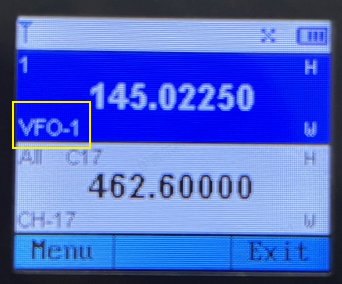 1 H
145.02250
VFO-1 W
All C17 H
462.60000
CH-17 W
Menu Exit